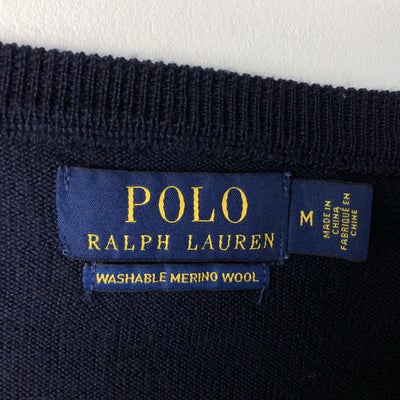 POLO
RALPH LAUREN
WASHABLE MERINO WOOL
M
MADE IN
CHINA
FABRIQUÉ EN
CHINE